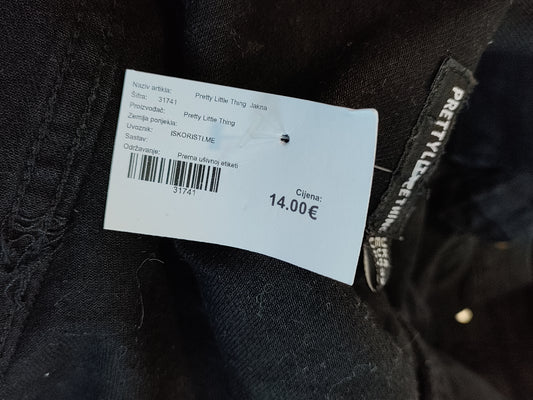 Naziv artikla: Pretty Little Thing Jakna
Šifra: 31741
Proizvođač: Pretty Little Thing
Zemlja porijekla:
Uvoznik: ISKORISTI.ME
Sastav:
Održavanje: Prema ušivnoj etiketi
31741
Cijena:
14.00€
PRETTYLITTLETHING